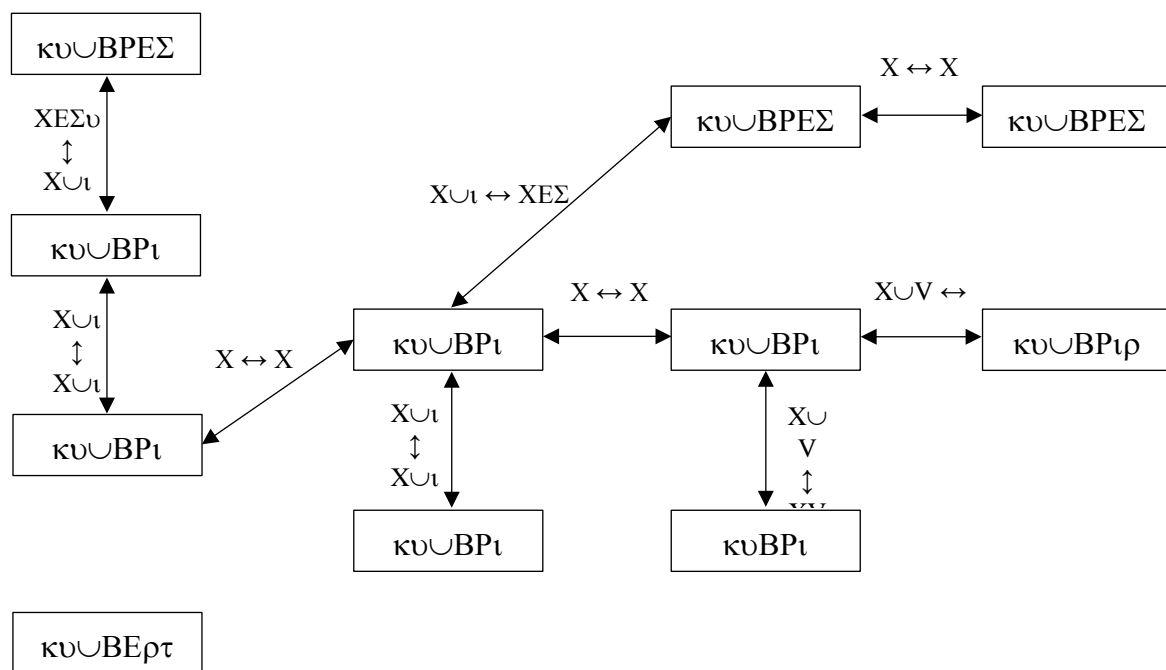 κυ∪ΒΡΕΣ
ΧΕΣυ
↕
Χ∪ι
κυ∪ΒΡι
Χ∪ι
↕
Χ∪ι
κυ∪ΒΡι
Χ ↔ Χ
Χ∪ι ↔ ΧΕΣ
κυ∪ΒΡΕΣ
Χ ↔ Χ
κυ∪ΒΡΕΣ
κυ∪ΒΡι
Χ ↔ Χ
κυ∪ΒΡι
Χ∪V ↔
κυ∪ΒΡιρ
Χ∪ι
↕
Χ∪ι
κυ∪ΒΡι
Χ∪
V
↕
κυΒΡι
κυ∪ΒΕρτ